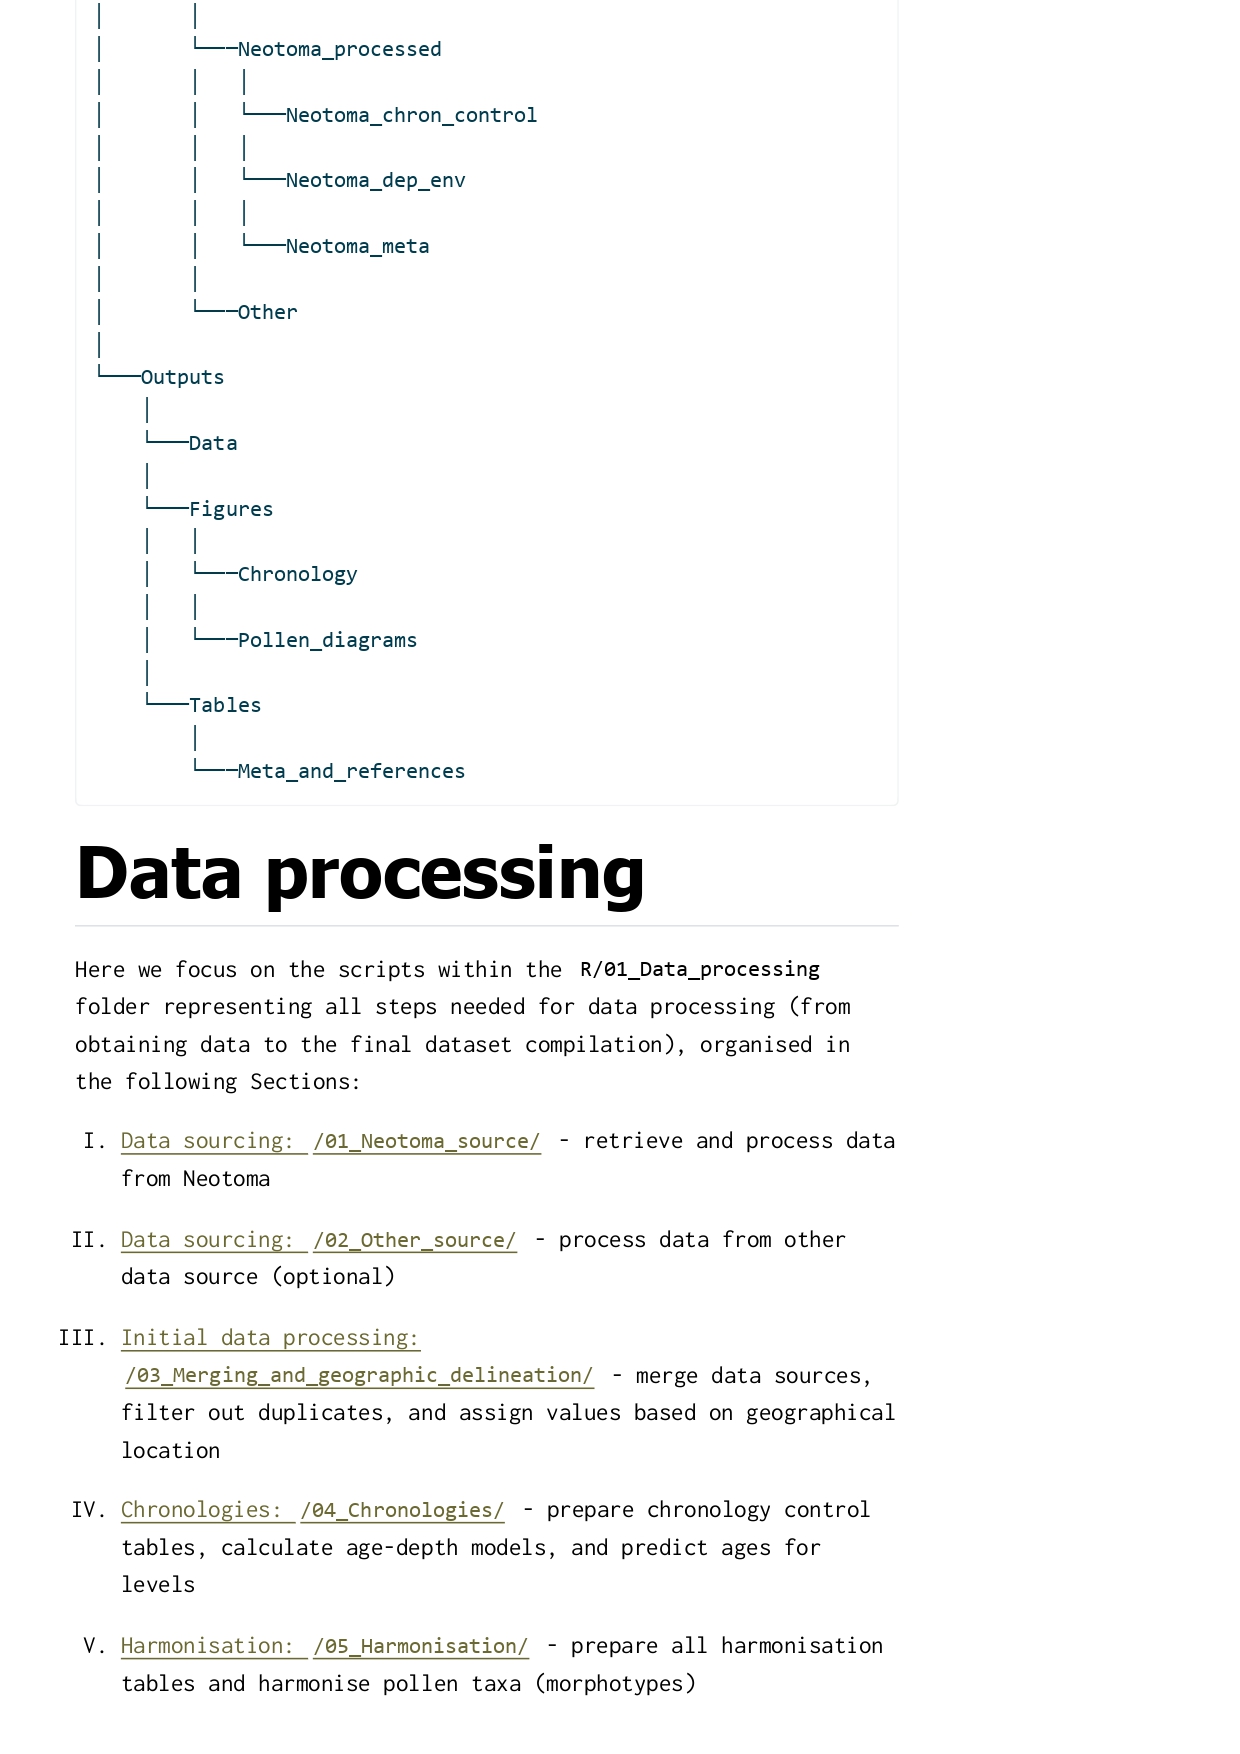 │       │
│       └───Neotoma_processed
│       │   │
│       │   └───Neotoma_chron_control
│       │   │
│       │   └───Neotoma_dep_env
│       │   │
│       │   └───Neotoma_meta
│       │
│       └───Other
│
└───Outputs
    │
    └───Data
    │
    └───Figures
    │   │
    │   └───Chronology
    │   │
    │   └───Pollen_diagrams
    │
    └───Tables
        │
        └───Meta_and_references
Data processing
Here we focus on the scripts within the R/01_Data_processing
folder representing all steps needed for data processing (from
obtaining data to the final dataset compilation), organised in
the following Sections:
I. Data sourcing: /01_Neotoma_source/ - retrieve and process data
from Neotoma
II. Data sourcing: /02_Other_source/ - process data from other
data source (optional)
III. Initial data processing:
/03_Merging_and_geographic_delineation/ - merge data sources,
filter out duplicates, and assign values based on geographical
location
IV. Chronologies: /04_Chronologies/ - prepare chronology control
tables, calculate age-depth models, and predict ages for
levels
V. Harmonisation: /05_Harmonisation/ - prepare all harmonisation
tables and harmonise pollen taxa (morphotypes)